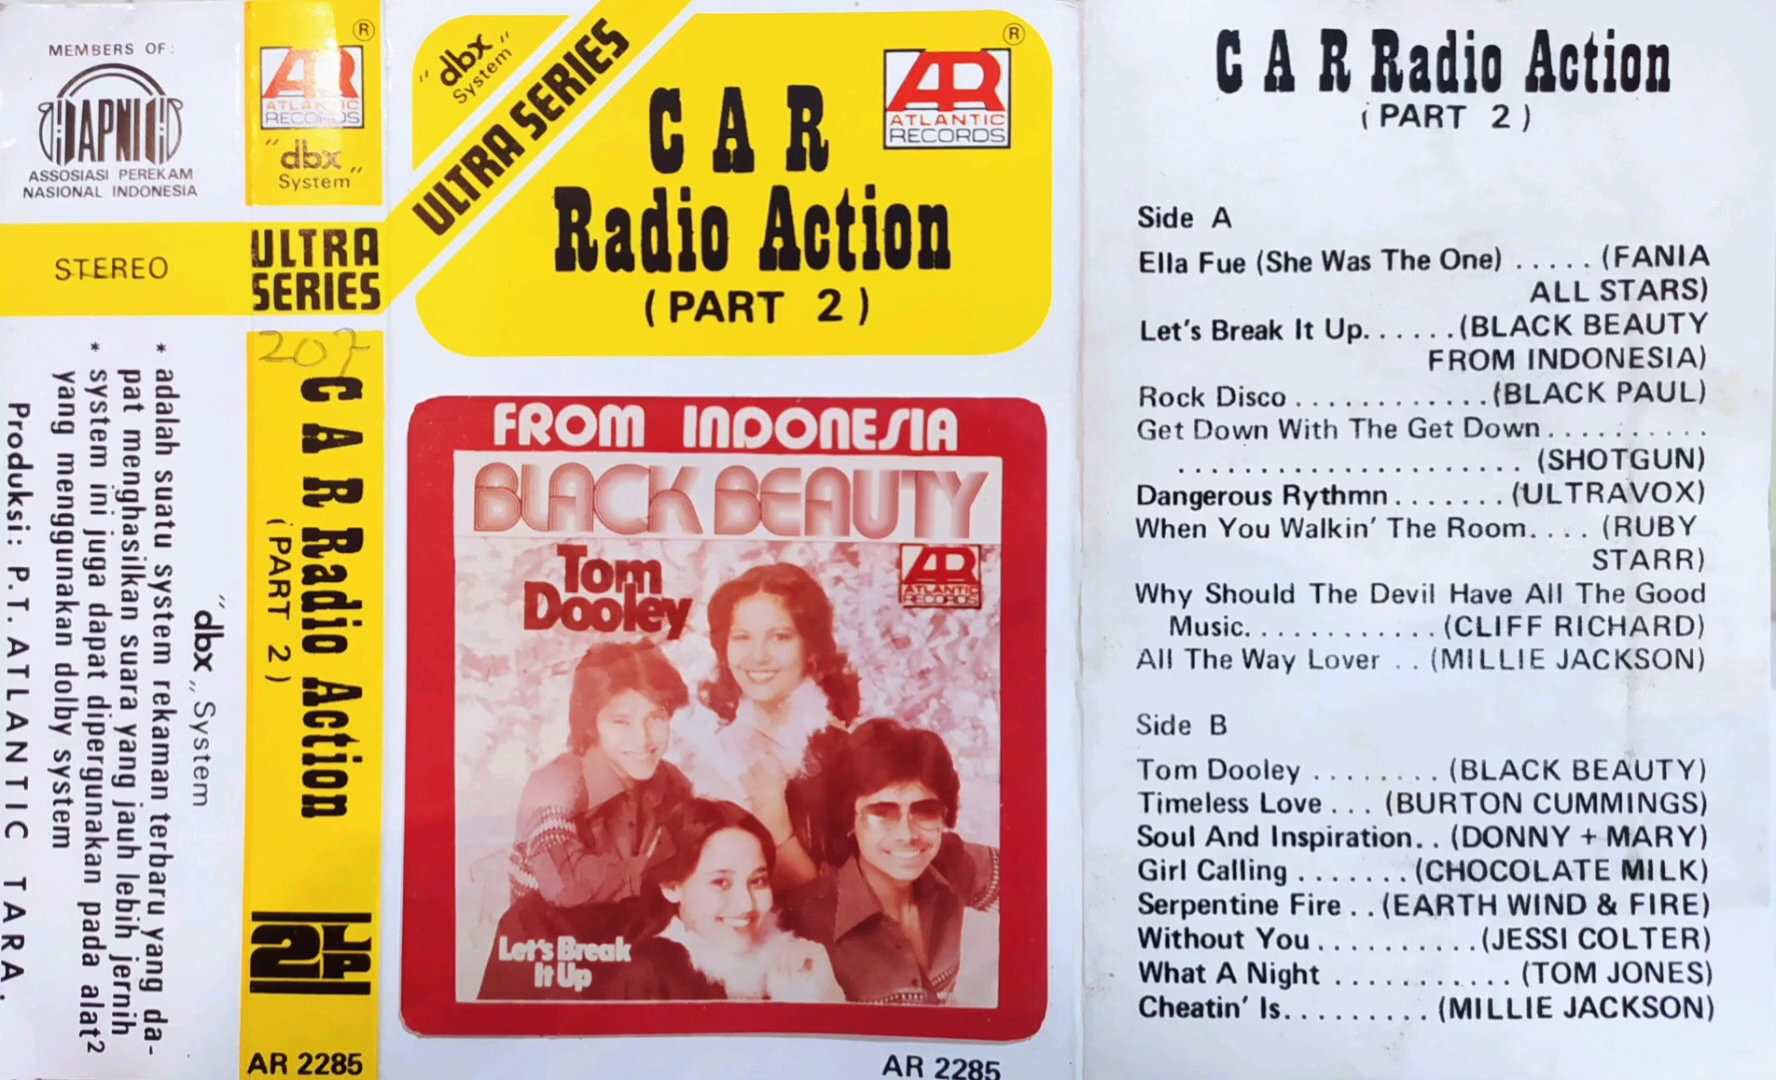 MEMBERS OF :
APNI
ASSOSIASI PEREKAM
NASIONAL INDONESIA
STEREO
"dbx„ System
* adalah suatu system rekaman terbaru yang da-
pat menghasilkan suara yang jauh lebih jernih
* system ini juga dapat dipergunakan pada alat2
yang menggunakan dolby system
Produksi: P.T. ATLANTIC TARA.
®
AR
ATLANTIC
RECORDS
"dbx„
System
ULTRA
SERIES
207
C A R Radio Action
( PART 2 )
2LP
AR 2285
"dbx"
System
ULTRA SERIES
®
AR
ATLANTIC
RECORDS
C A R
Radio Action
( PART 2 )
FROM INDONESIA
BLACK BEAUTY
Tom
Dooley
AR
ATLANTIC
RECORDS
Let's Break
It Up
AR 2285
C A R Radio Action
( PART 2 )
Side A
Ella Fue (She Was The One) ..... (FANIA
ALL STARS)
Let's Break It Up. . . . . . (BLACK BEAUTY
FROM INDONESIA)
Rock Disco . . . . . . . . . . . . (BLACK PAUL)
Get Down With The Get Down . . . . . . . . . .
. . . . . . . . . . . . . . . . . . . . . (SHOTGUN)
Dangerous Rythmn . . . . . . . (ULTRAVOX)
When You Walkin' The Room. . . . (RUBY
STARR)
Why Should The Devil Have All The Good
Music. . . . . . . . . . . . (CLIFF RICHARD)
All The Way Lover . . (MILLIE JACKSON)
Side B
Tom Dooley . . . . . . . . (BLACK BEAUTY)
Timeless Love . . . (BURTON CUMMINGS)
Soul And Inspiration. . (DONNY + MARY)
Girl Calling . . . . . . . (CHOCOLATE MILK)
Serpentine Fire . . (EARTH WIND & FIRE)
Without You . . . . . . . . . . (JESSI COLTER)
What A Night . . . . . . . . . . . (TOM JONES)
Cheatin' Is. . . . . . . . . (MILLIE JACKSON)